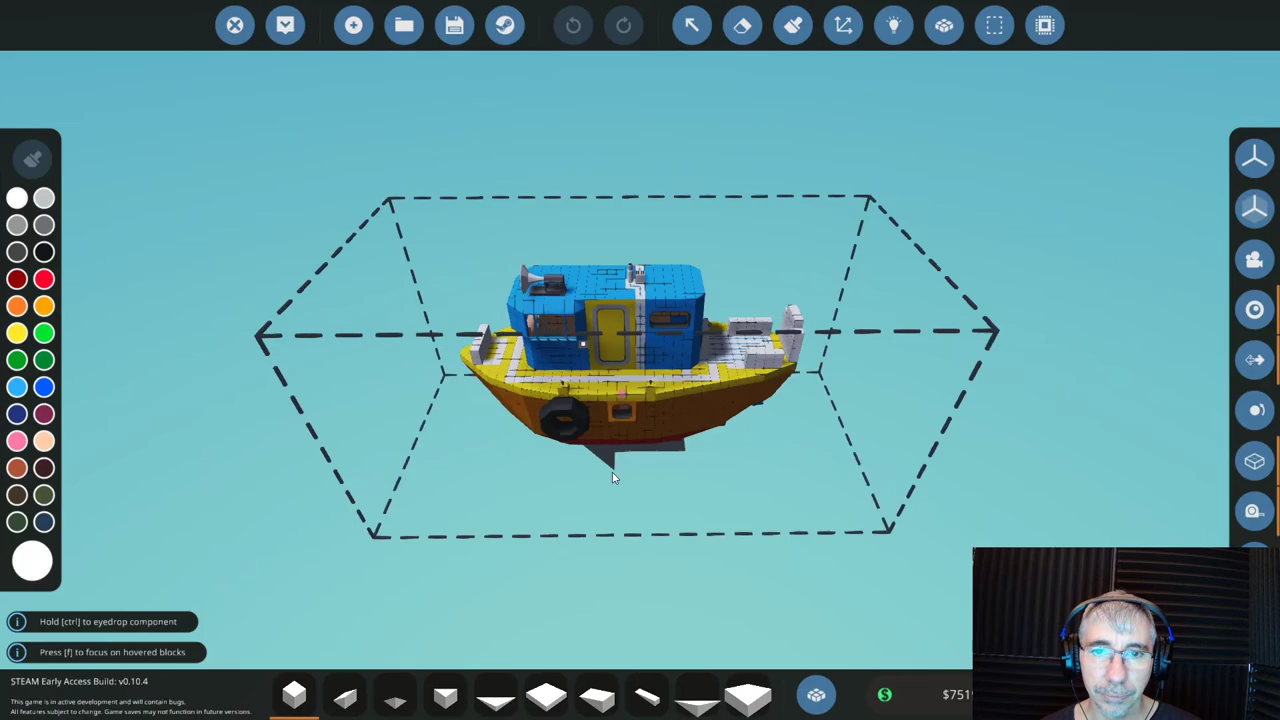 Hold [ctrl] to eyedrop component
Press [f] to focus on hovered blocks
STEAM Early Access Build: v0.10.4
This game is in active development and will contain bugs.
All features subject to change. Game saves may not function in future versions.
$